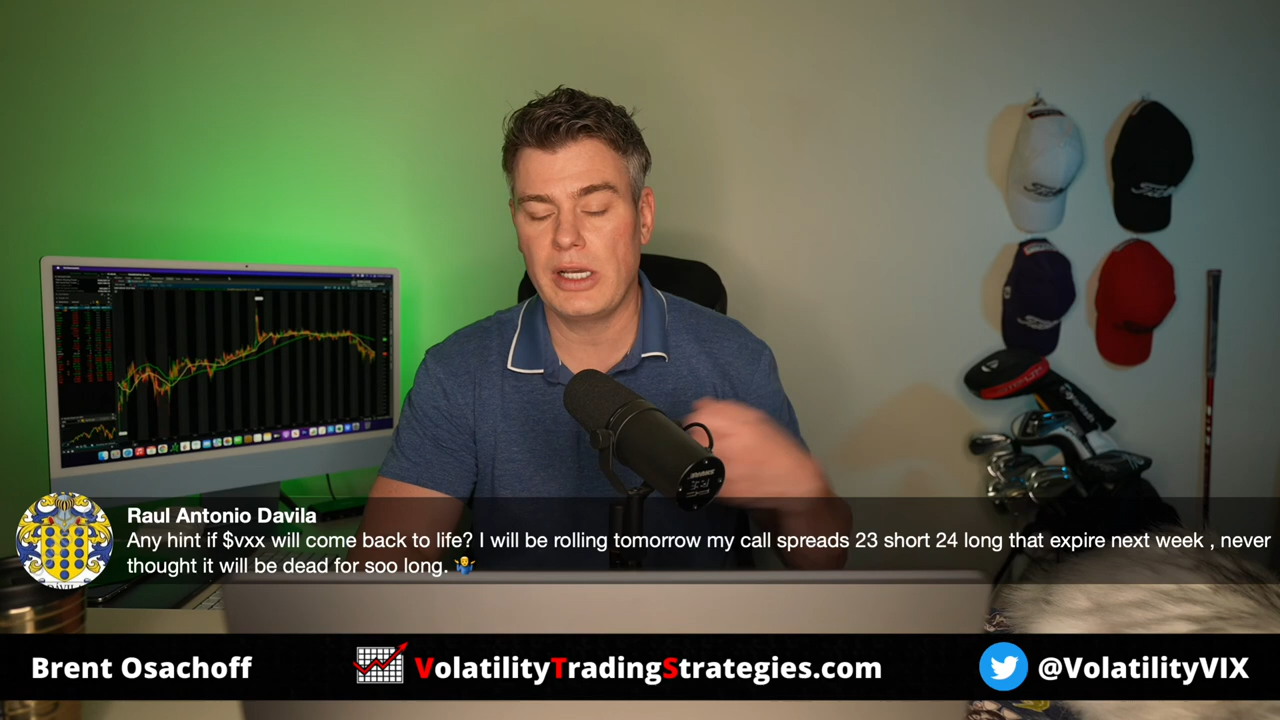 Raul Antonio Davila
Any hint if $vxx will come back to life? I will be rolling tomorrow my call spreads 23 short 24 long that expire next week , never
thought it will be dead for soo long. 🤷‍♂️
Brent Osachoff
VolatilityTradingStrategies.com
@VolatilityVIX